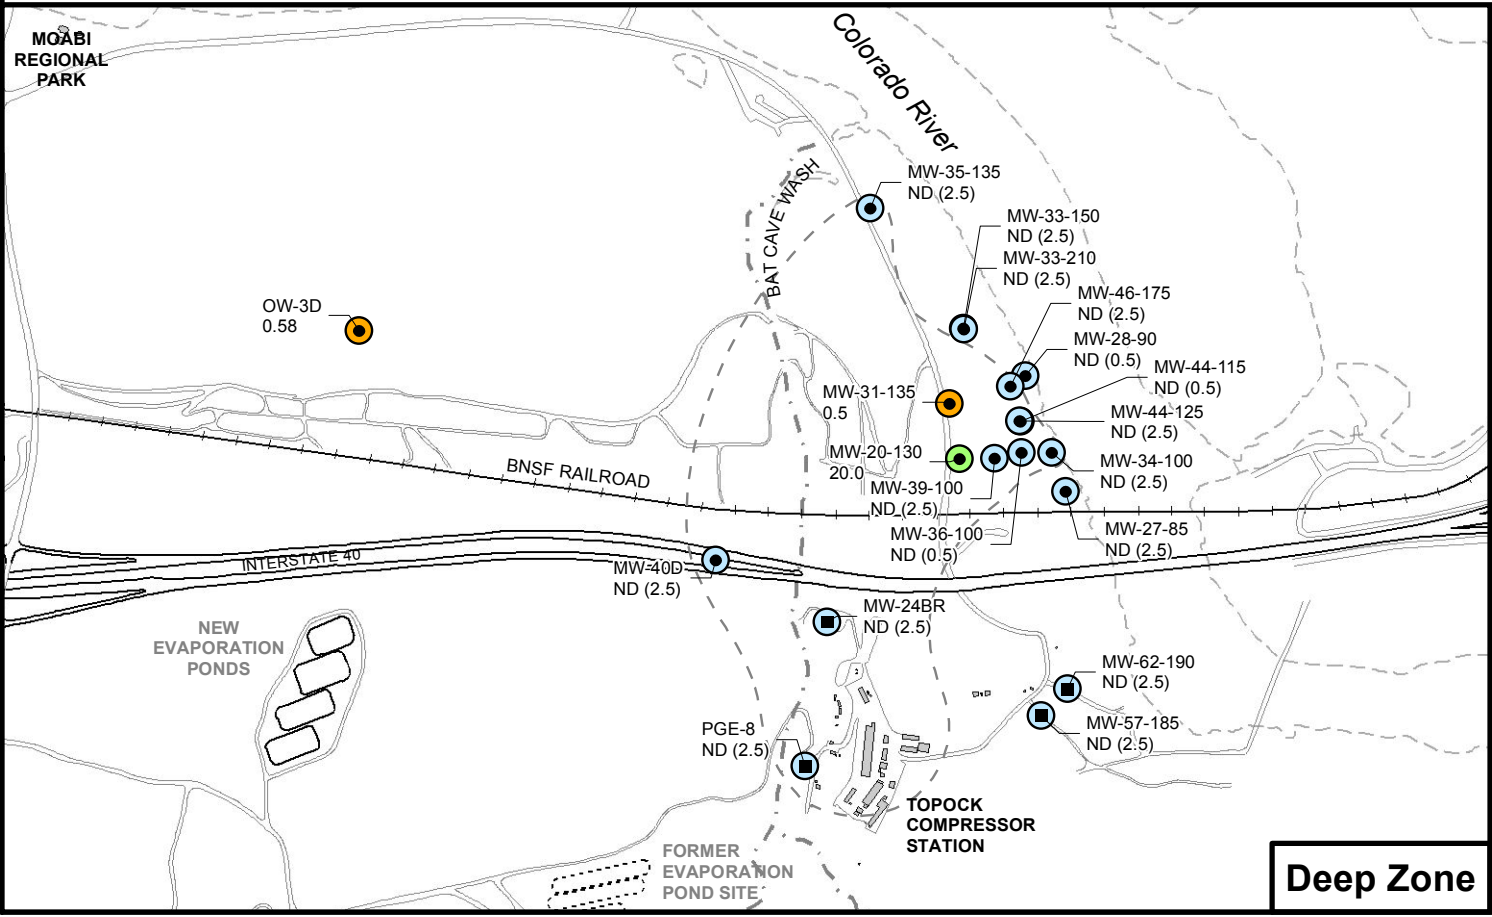 MOABI
REGIONAL
PARK
Colorado River
BAT CAVE WASH
MW-35-135
ND (2.5)
MW-33-150
ND (2.5)
MW-33-210
ND (2.5)
MW-46-175
ND (2.5)
OW-3D
0.58
MW-28-90
ND (0.5)
MW-44-115
ND (0.5)
MW-31-135
0.5
MW-44-125
ND (2.5)
MW-20-130
20.0
MW-34-100
ND (2.5)
BNSF RAILROAD
MW-39-100
ND (2.5)
MW-36-100
ND (0.5)
MW-27-85
ND (2.5)
INTERSTATE 40
MW-40D
ND (2.5)
MW-24BR
ND (2.5)
NEW
EVAPORATION
PONDS
MW-62-190
ND (2.5)
MW-57-185
ND (2.5)
PGE-8
ND (2.5)
TOPOCK
COMPRESSOR
STATION
FORMER
EVAPORATION
POND SITE
Deep Zone